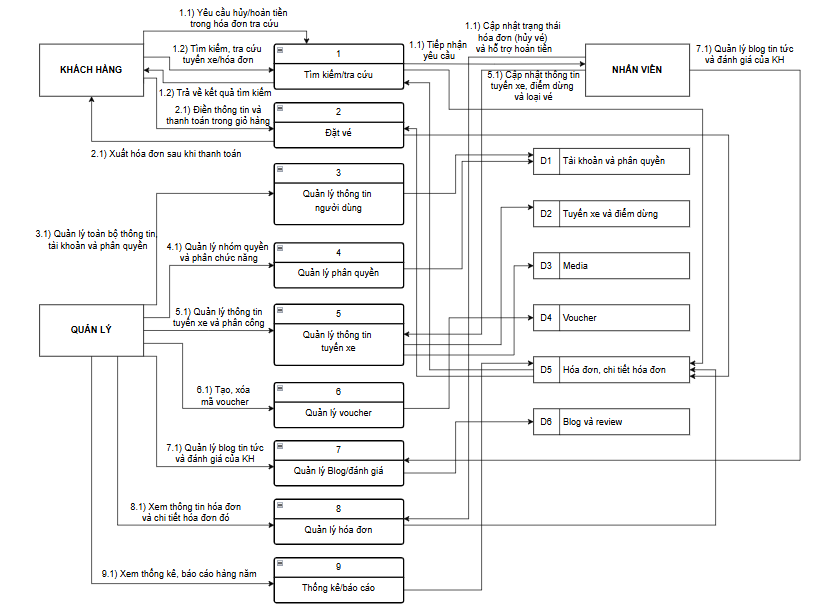 1.1) Yêu cầu hủy/hoàn tiền
trong hóa đơn tra cứu
KHÁCH HÀNG
1.2) Tìm kiếm, tra cứu
tuyến xe/hóa đơn
1.2) Trả về kết quả tìm kiếm
2.1) Điền thông tin và
thanh toán trong giỏ hàng
2.1) Xuất hóa đơn sau khi thanh toán
1
Tìm kiếm/tra cứu
1.1) Tiếp nhận
yêu cầu
1.1) Cập nhật trạng thái
hóa đơn (hủy vé)
và hỗ trợ hoàn tiền
NHÂN VIÊN
7.1) Quản lý blog tin tức
và đánh giá của KH
5.1) Cập nhật thông tin
tuyến xe, điểm dừng
và loại vé
2
Đặt vé
3
Quản lý thông tin
người dùng
D1 Tài khoản và phân quyền
D2 Tuyến xe và điểm dừng
3.1) Quản lý toàn bộ thông tin,
tài khoản và phân quyền
4.1) Quản lý nhóm quyền
và phân chức năng
4
Quản lý phân quyền
D3 Media
QUẢN LÝ
5.1) Quản lý thông tin
tuyến xe và phân công
5
Quản lý thông tin
tuyến xe
D4 Voucher
D5 Hóa đơn, chi tiết hóa đơn
6.1) Tạo, xóa
mã voucher
6
Quản lý voucher
D6 Blog và review
7.1) Quản lý blog tin tức
và đánh giá của KH
7
Quản lý Blog/đánh giá
8.1) Xem thông tin hóa đơn
và chi tiết hóa đơn đó
8
Quản lý hóa đơn
9.1) Xem thống kê, báo cáo hàng năm
9
Thống kê/báo cáo